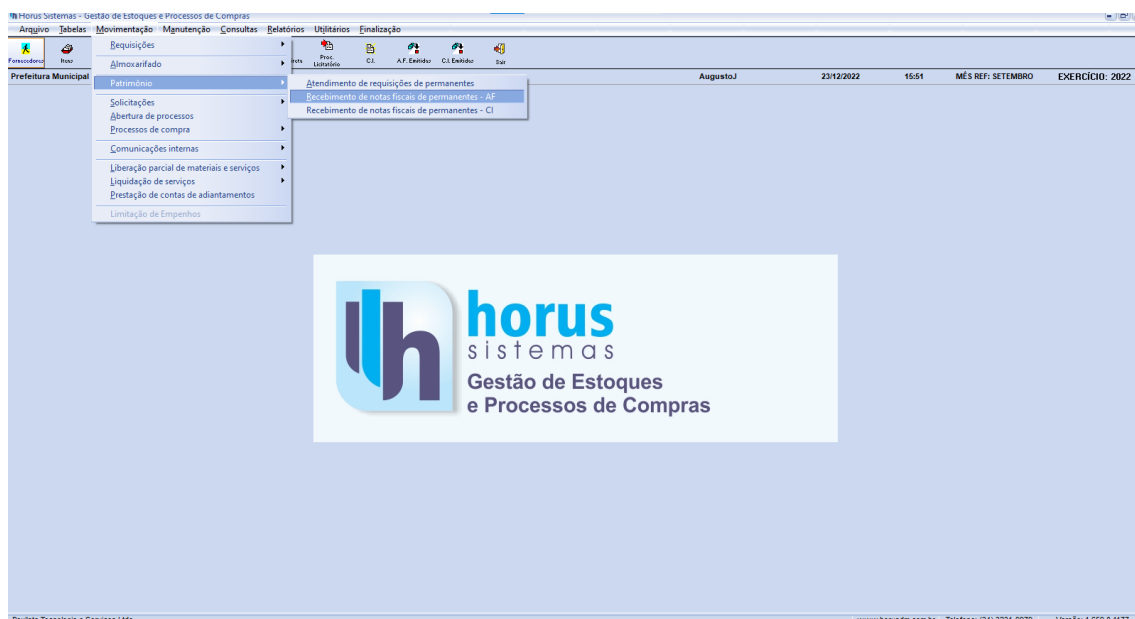 Horus Sistemas - Gestão de Estoques e Processos de Compras
Arquivo Tabelas Movimentação Manutenção Consultas Relatórios Utilitários Finalização
Fornecedores Itens Proc. Licitatório C.I. A.F. Emitidas C.I. Emitidas Sair
Prefeitura Municipal AugustoJ 23/12/2022 15:51 MÊS REF: SETEMBRO EXERCÍCIO: 2022
Requisições
Almoxarifado
Patrimônio
Atendimento de requisições de permanentes
Recebimento de notas fiscais de permanentes - AF
Recebimento de notas fiscais de permanentes - CI
Solicitações
Abertura de processos
Processos de compra
Comunicações internas
Liberação parcial de materiais e serviços
Liquidação de serviços
Prestação de contas de adiantamentos
Limitação de Empenhos
horus
sistemas
Gestão de Estoques
e Processos de Compras